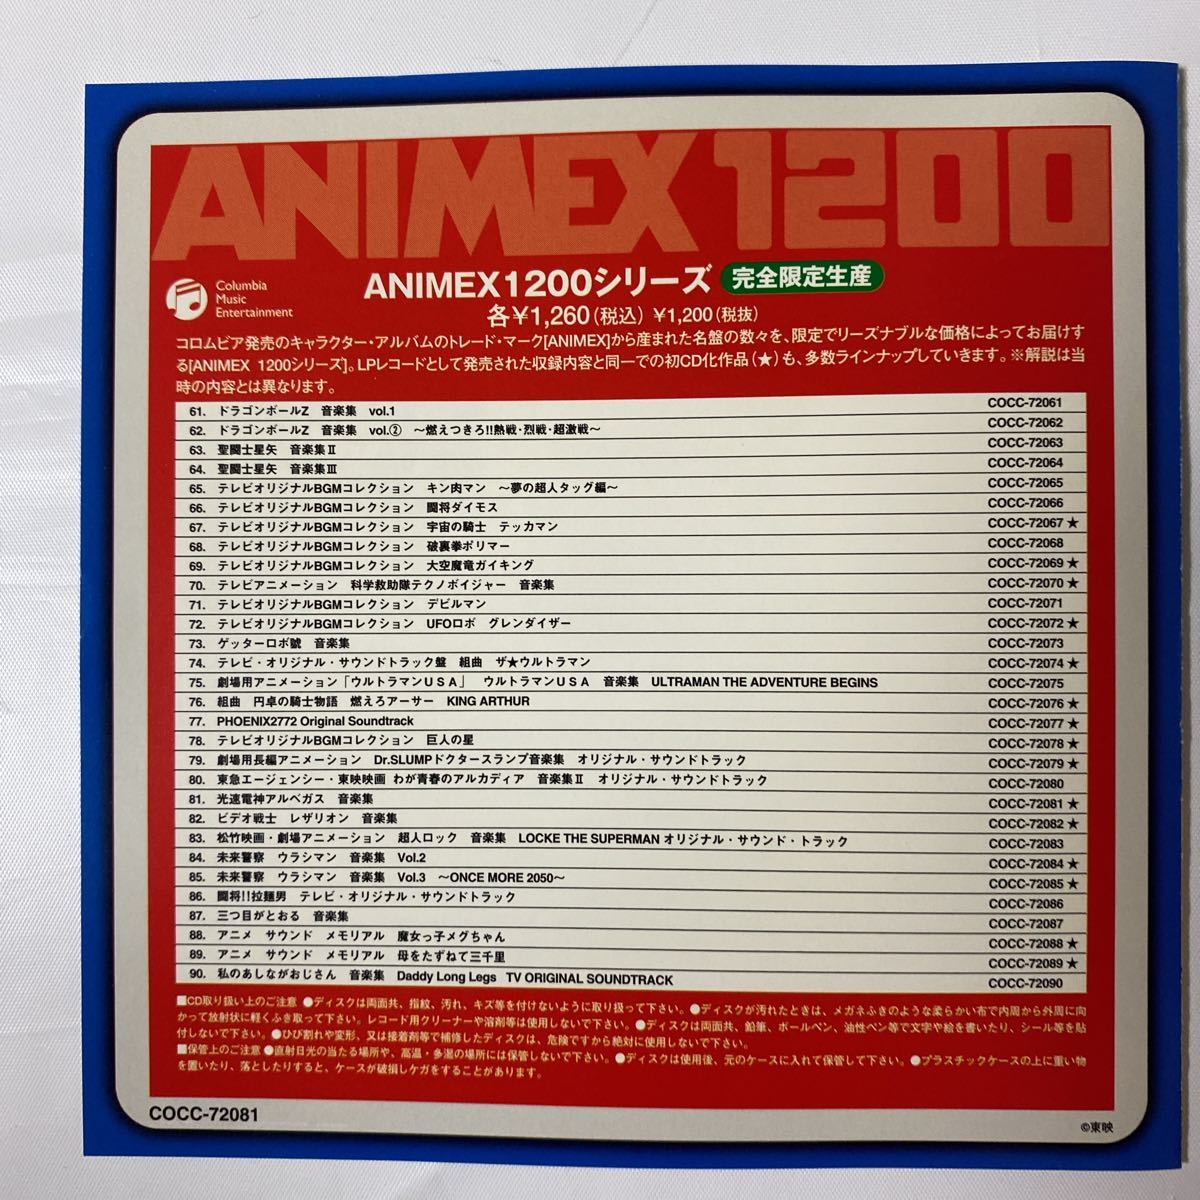 ANIMEX1200
Columbia
Music
Entertainment
ANIMEX1200シリーズ 完全限定生産
各¥1,260(税込) ¥1,200(税抜)
コロムビア発売のキャラクター・アルバムのトレード・マーク[ANIMEX]から産まれた名盤の数々を、限定でリーズナブルな価格によってお届けす
る[ANIMEX 1200シリーズ]。LPレコードとして発売された収録内容と同一での初CD化作品(★)も、多数ラインナップしていきます。※解説は当
時の内容とは異なります。
61. ドラゴンボールZ 音楽集 vol.1 COCC-72061
62. ドラゴンボールZ 音楽集 vol.② ～燃えつきろ!!熱戦・烈戦・超激戦～ COCC-72062
63. 聖闘士星矢 音楽集Ⅱ COCC-72063
64. 聖闘士星矢 音楽集Ⅲ COCC-72064
65. テレビオリジナルBGMコレクション キン肉マン ～夢の超人タッグ編～ COCC-72065
66. テレビオリジナルBGMコレクション 闘将ダイモス COCC-72066
67. テレビオリジナルBGMコレクション 宇宙の騎士 テッカマン COCC-72067★
68. テレビオリジナルBGMコレクション 破裏拳ポリマー COCC-72068
69. テレビオリジナルBGMコレクション 大空魔竜ガイキング COCC-72069★
70. テレビアニメーション 科学救助隊テクノボイジャー 音楽集 COCC-72070★
71. テレビオリジナルBGMコレクション デビルマン COCC-72071
72. テレビオリジナルBGMコレクション UFOロボ グレンダイザー COCC-72072★
73. ゲッターロボ號 音楽集 COCC-72073
74. テレビ・オリジナル・サウンドトラック盤 組曲 ザ★ウルトラマン COCC-72074★
75. 劇場用アニメーション「ウルトラマンＵＳＡ」 ウルトラマンＵＳＡ 音楽集 ULTRAMAN THE ADVENTURE BEGINS COCC-72075
76. 組曲 円卓の騎士物語 燃えろアーサー KING ARTHUR COCC-72076★
77. PHOENIX2772 Original Soundtrack COCC-72077★
78. テレビオリジナルBGMコレクション 巨人の星 COCC-72078★
79. 劇場用長編アニメーション Dr.SLUMPドクタースランプ音楽集 オリジナル・サウンドトラック COCC-72079★
80. 東急エージェンシー・東映映画 わが青春のアルカディア 音楽集Ⅱ オリジナル・サウンドトラック COCC-72080
81. 光速電神アルベガス 音楽集 COCC-72081★
82. ビデオ戦士 レザリオン 音楽集 COCC-72082★
83. 松竹映画・劇場アニメーション 超人ロック 音楽集 LOCKE THE SUPERMAN オリジナル・サウンド・トラック COCC-72083
84. 未来警察 ウラシマン 音楽集 Vol.2 COCC-72084★
85. 未来警察 ウラシマン 音楽集 Vol.3 ～ONCE MORE 2050～ COCC-72085★
86. 闘将!!拉麺男 テレビ・オリジナル・サウンドトラック COCC-72086
87. 三つ目がとおる 音楽集 COCC-72087
88. アニメ サウンド メモリアル 魔女っ子メグちゃん COCC-72088★
89. アニメ サウンド メモリアル 母をたずねて三千里 COCC-72089★
90. 私のあしながおじさん 音楽集 Daddy Long Legs TV ORIGINAL SOUNDTRACK COCC-72090
■CD取り扱い上のご注意 ●ディスクは両面共、指紋、汚れ、キズ等を付けないように取り扱って下さい。●ディスクが汚れたときは、メガネふきのような柔らかい布で内周から外周に向
かって放射状に軽くふき取って下さい。レコード用クリーナーや溶剤等は使用しないで下さい。●ディスクは両面共、鉛筆、ボールペン、油性ペン等で文字や絵を書いたり、シール等を貼
付しないで下さい。●ひび割れや変形、又は接着剤等で補修したディスクは、危険ですから絶対に使用しないで下さい。
■保管上のご注意 ●直射日光の当たる場所や、高温・多湿の場所には保管しないで下さい。●ディスクは使用後、元のケースに入れて保管して下さい。●プラスチックケースの上に重い物
を置いたり、落としたりすると、ケースが破損しケガをすることがあります。
COCC-72081
©東映